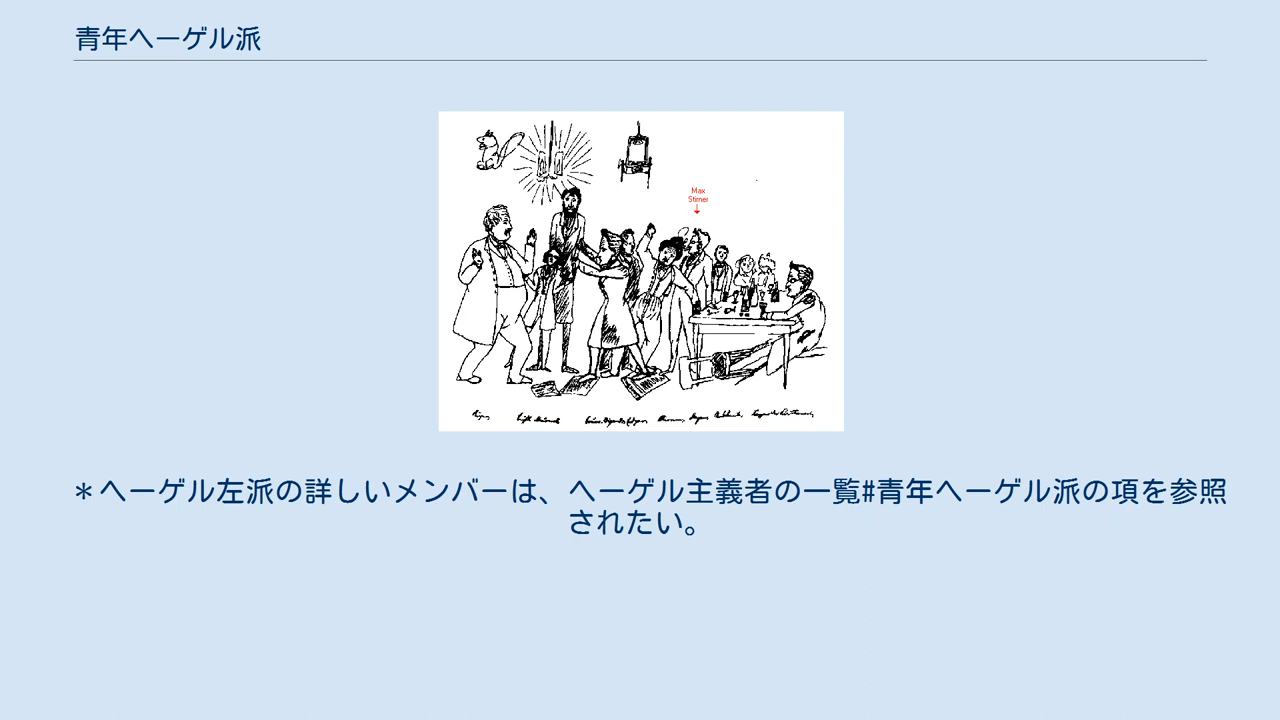 青年ヘーゲル派
Max
Stirner
＊ヘーゲル左派の詳しいメンバーは、ヘーゲル主義者の一覧#青年ヘーゲル派の項を参照
されたい。